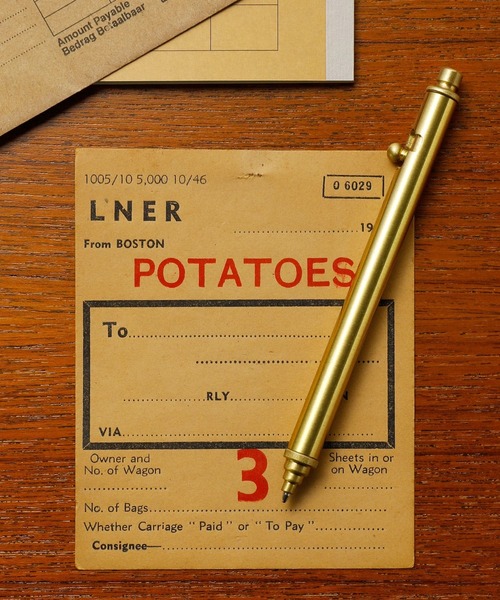 Amount Payable
Bedrag Betaalbaar
1005/10 5,000 10/46
O 6029
LNER
19
From BOSTON
POTATOES
To
RLY.
N
VIA
Owner and
No. of Wagon
3
Sheets in or
on Wagon
No. of Bags
Whether Carriage "Paid" or "To Pay"
Consignee—